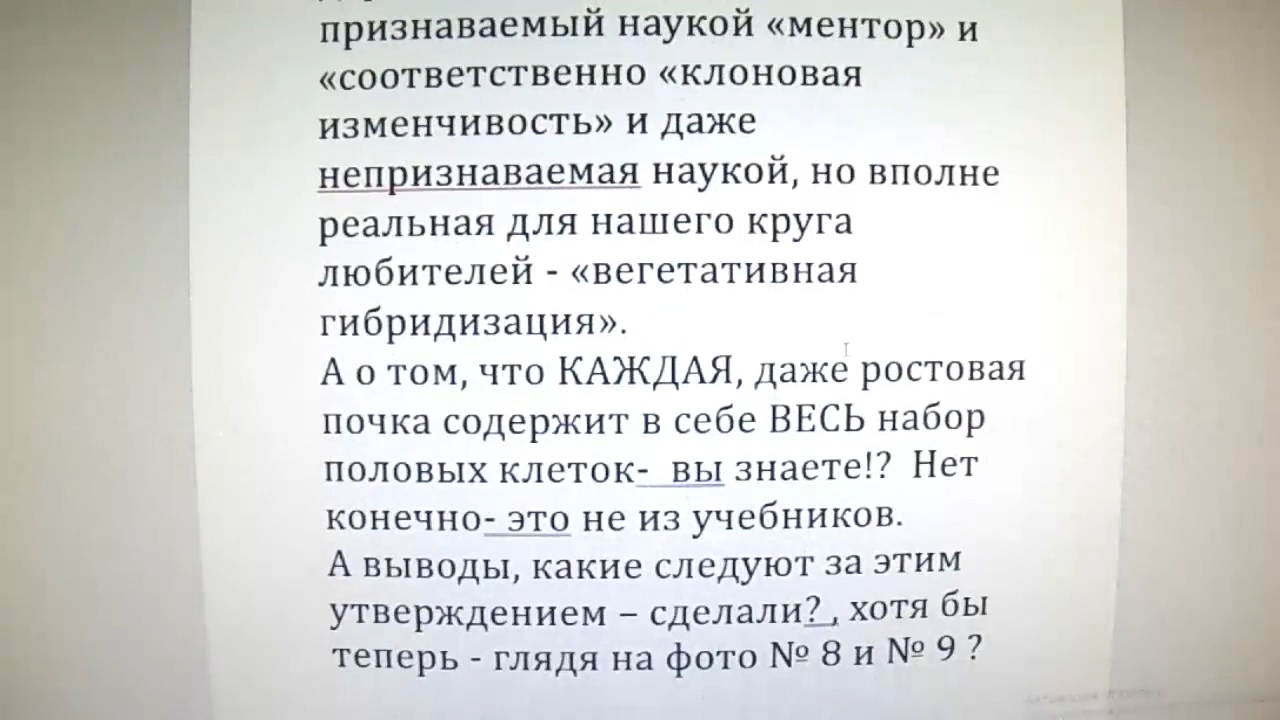 признаваемый наукой «ментор» и
«соответственно «клоновая
изменчивость» и даже
непризнаваемая наукой, но вполне
реальная для нашего круга
любителей - «вегетативная
гибридизация».
А о том, что КАЖДАЯ, даже ростовая
почка содержит в себе ВЕСЬ набор
половых клеток-  вы знаете!?  Нет
конечно- это не из учебников.
А выводы, какие следуют за этим
утверждением – сделали? , хотя бы
теперь - глядя на фото № 8 и № 9 ?